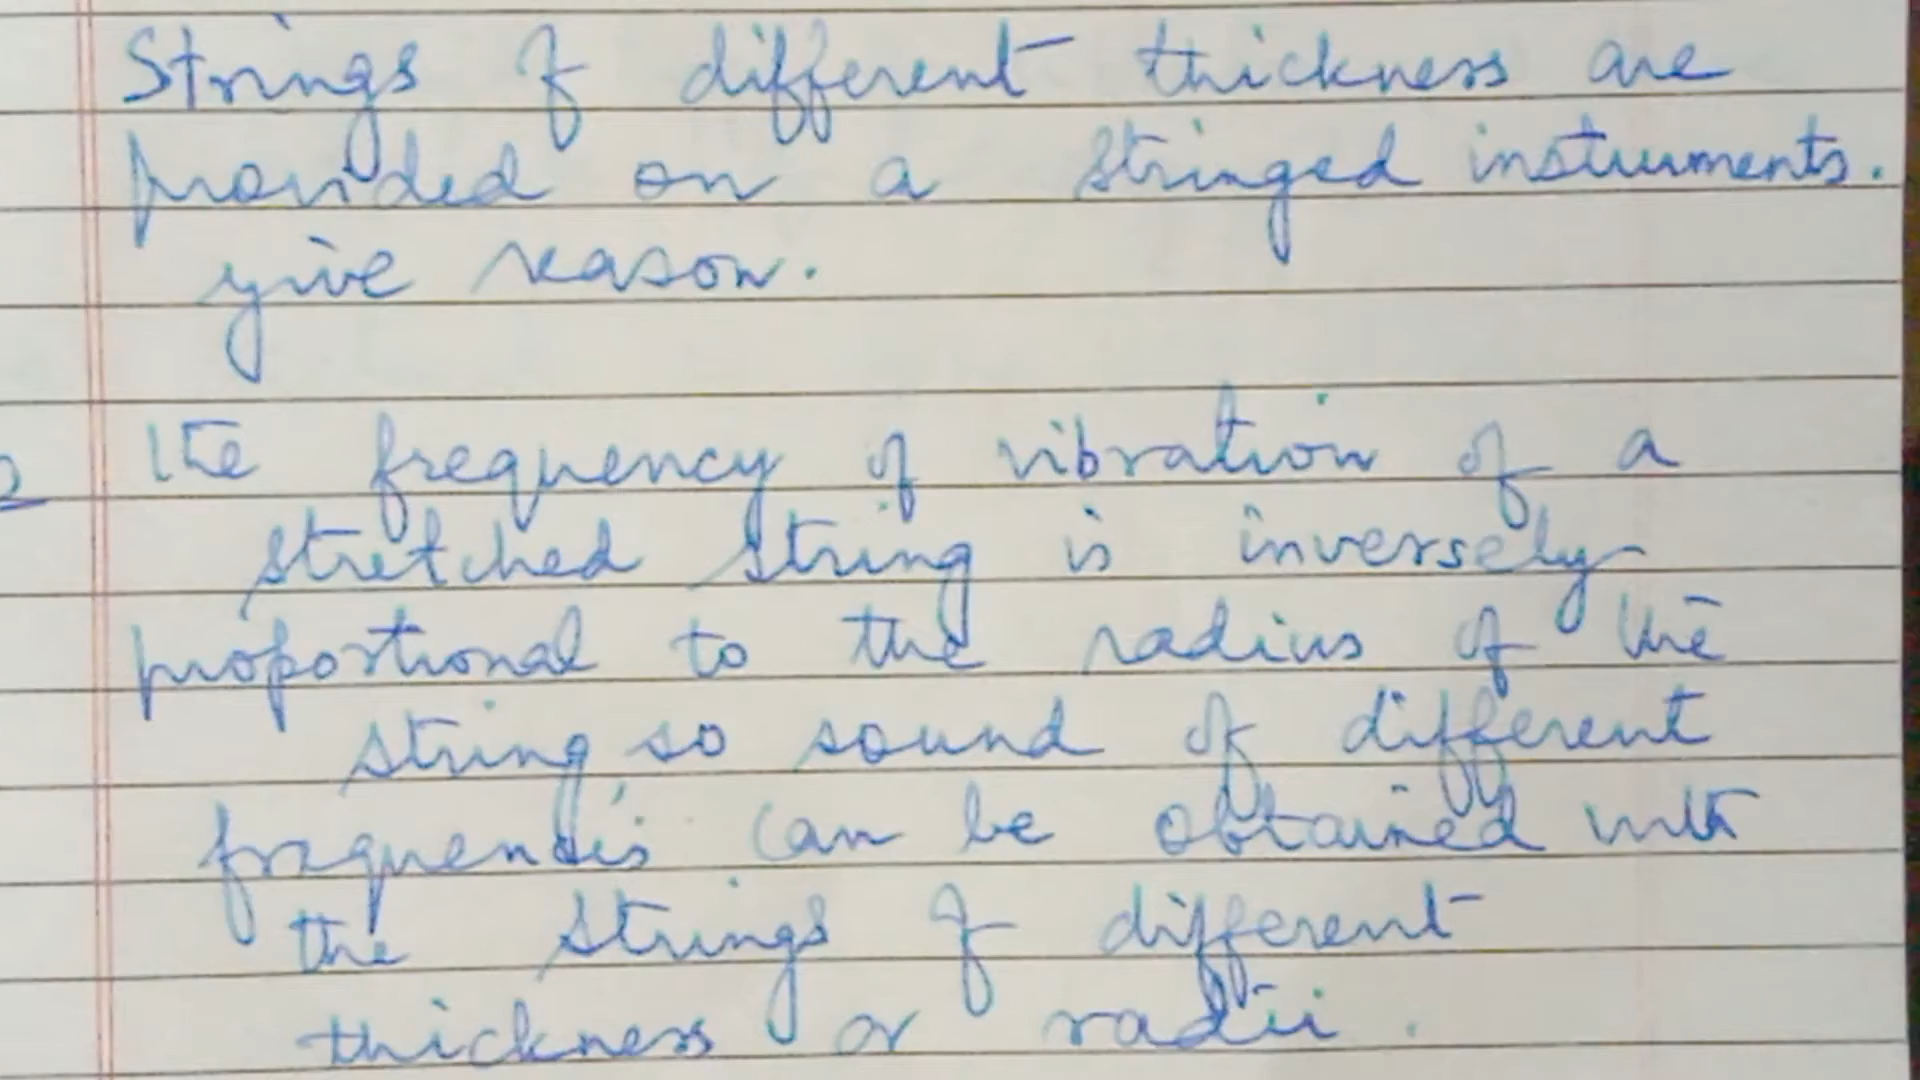 Strings of different thickness are
provided on a stringed instruments.
give reason.
The frequency of vibration of a
stretched string is inversely
proportional to the radius of the
string so sound of different
frequencies can be obtained with
the strings of different
thickness or radii.